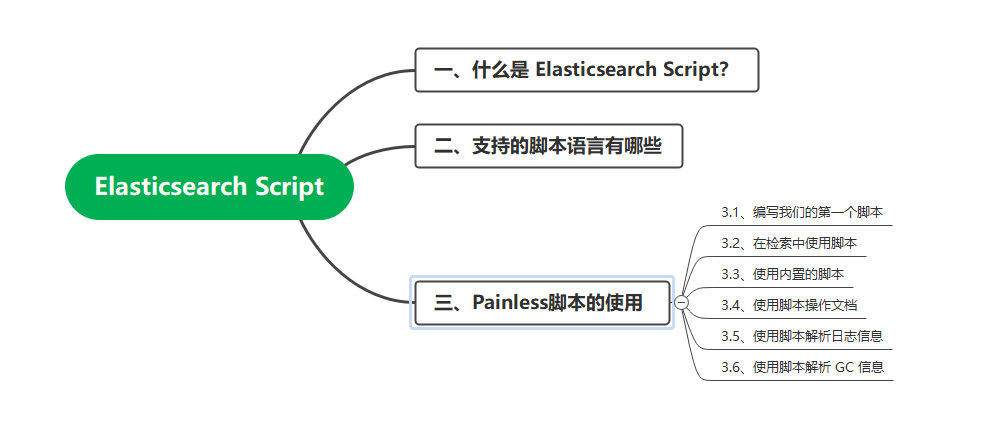 Elasticsearch Script
一、什么是 Elasticsearch Script？
二、支持的脚本语言有哪些
三、Painless脚本的使用
3.1、编写我们的第一个脚本
3.2、在检索中使用脚本
3.3、使用内置的脚本
3.4、使用脚本操作文档
3.5、使用脚本解析日志信息
3.6、使用脚本解析 GC 信息